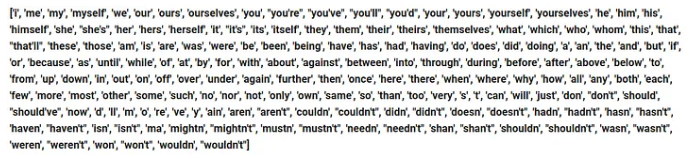 ['i', 'me', 'my', 'myself', 'we', 'our', 'ours', 'ourselves', 'you', "you're", "you've", "you'll", "you'd", 'your', 'yours', 'yourself', 'yourselves', 'he', 'him', 'his',
'himself', 'she', "she's", 'her', 'hers', 'herself', 'it', "it's", 'its', 'itself', 'they', 'them', 'their', 'theirs', 'themselves', 'what', 'which', 'who', 'whom', 'this', 'that',
"that'll", 'these', 'those', 'am', 'is', 'are', 'was', 'were', 'be', 'been', 'being', 'have', 'has', 'had', 'having', 'do', 'does', 'did', 'doing', 'a', 'an', 'the', 'and', 'but', 'if',
'or', 'because', 'as', 'until', 'while', 'of', 'at', 'by', 'for', 'with', 'about', 'against', 'between', 'into', 'through', 'during', 'before', 'after', 'above', 'below', 'to',
'from', 'up', 'down', 'in', 'out', 'on', 'off', 'over', 'under', 'again', 'further', 'then', 'once', 'here', 'there', 'when', 'where', 'why', 'how', 'all', 'any', 'both', 'each',
'few', 'more', 'most', 'other', 'some', 'such', 'no', 'nor', 'not', 'only', 'own', 'same', 'so', 'than', 'too', 'very', 's', 't', 'can', 'will', 'just', 'don', "don't", 'should',
"should've", 'now', 'd', 'll', 'm', 'o', 're', 've', 'y', 'ain', 'aren', "aren't", 'couldn', "couldn't", 'didn', "didn't", 'doesn', "doesn't", 'hadn', "hadn't", 'hasn', "hasn't",
'haven', "haven't", 'isn', "isn't", 'ma', 'mightn', "mightn't", 'mustn', "mustn't", 'needn', "needn't", 'shan', "shan't", 'shouldn', "shouldn't", 'wasn', "wasn't",
'weren', "weren't", 'won', "won't", 'wouldn', "wouldn't"]